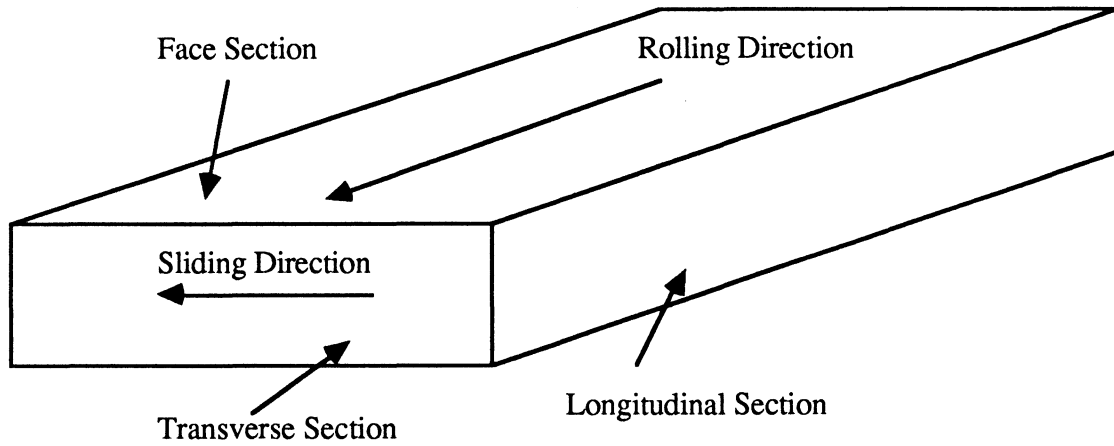 Face Section
Rolling Direction
Sliding Direction
Longitudinal Section
Transverse Section